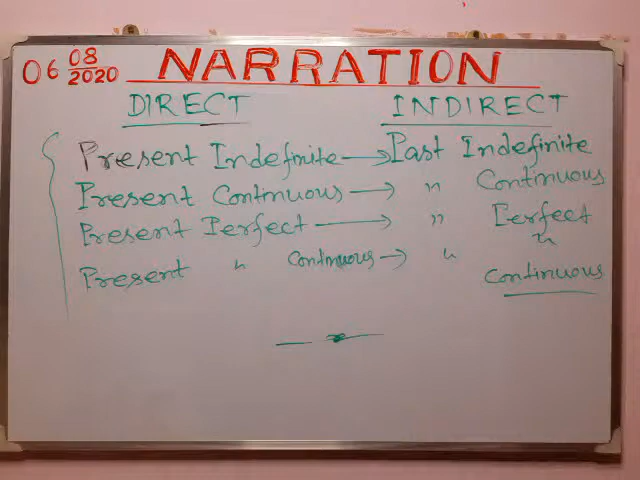 06 08/2020 NARRATION
DIRECT INDIRECT
Present Indefinite → Past Indefinite
Present Continuous → " Continuous
Present Perfect → " Perfect
Present " Continuous → " " Continuous